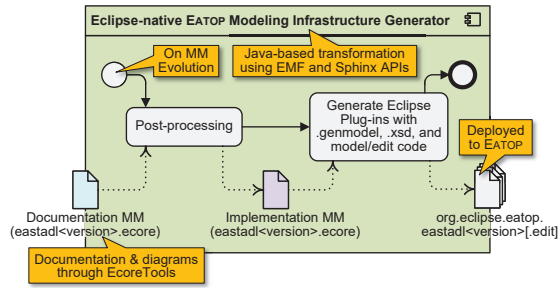 Eclipse-native EATOP Modeling Infrastructure Generator
On MM
Evolution
Java-based transformation
using EMF and Sphinx APIs
Post-processing
Generate Eclipse
Plug-ins with
.genmodel, .xsd, and
model/edit code
Deployed
to EATOP
Documentation MM
(eastadl<version>.ecore)
Implementation MM
(eastadl<version>.ecore)
org.eclipse.eatop.
eastadl<version>[.edit]
Documentation & diagrams
through EcoreTools